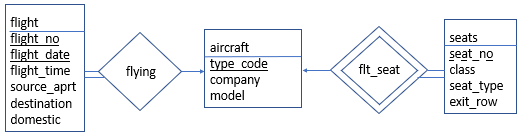 flight
flight_no
flight_date
flight_time
source_aprt
destination
domestic
flying
aircraft
type_code
company
model
flt_seat
seats
seat_no
class
seat_type
exit_row